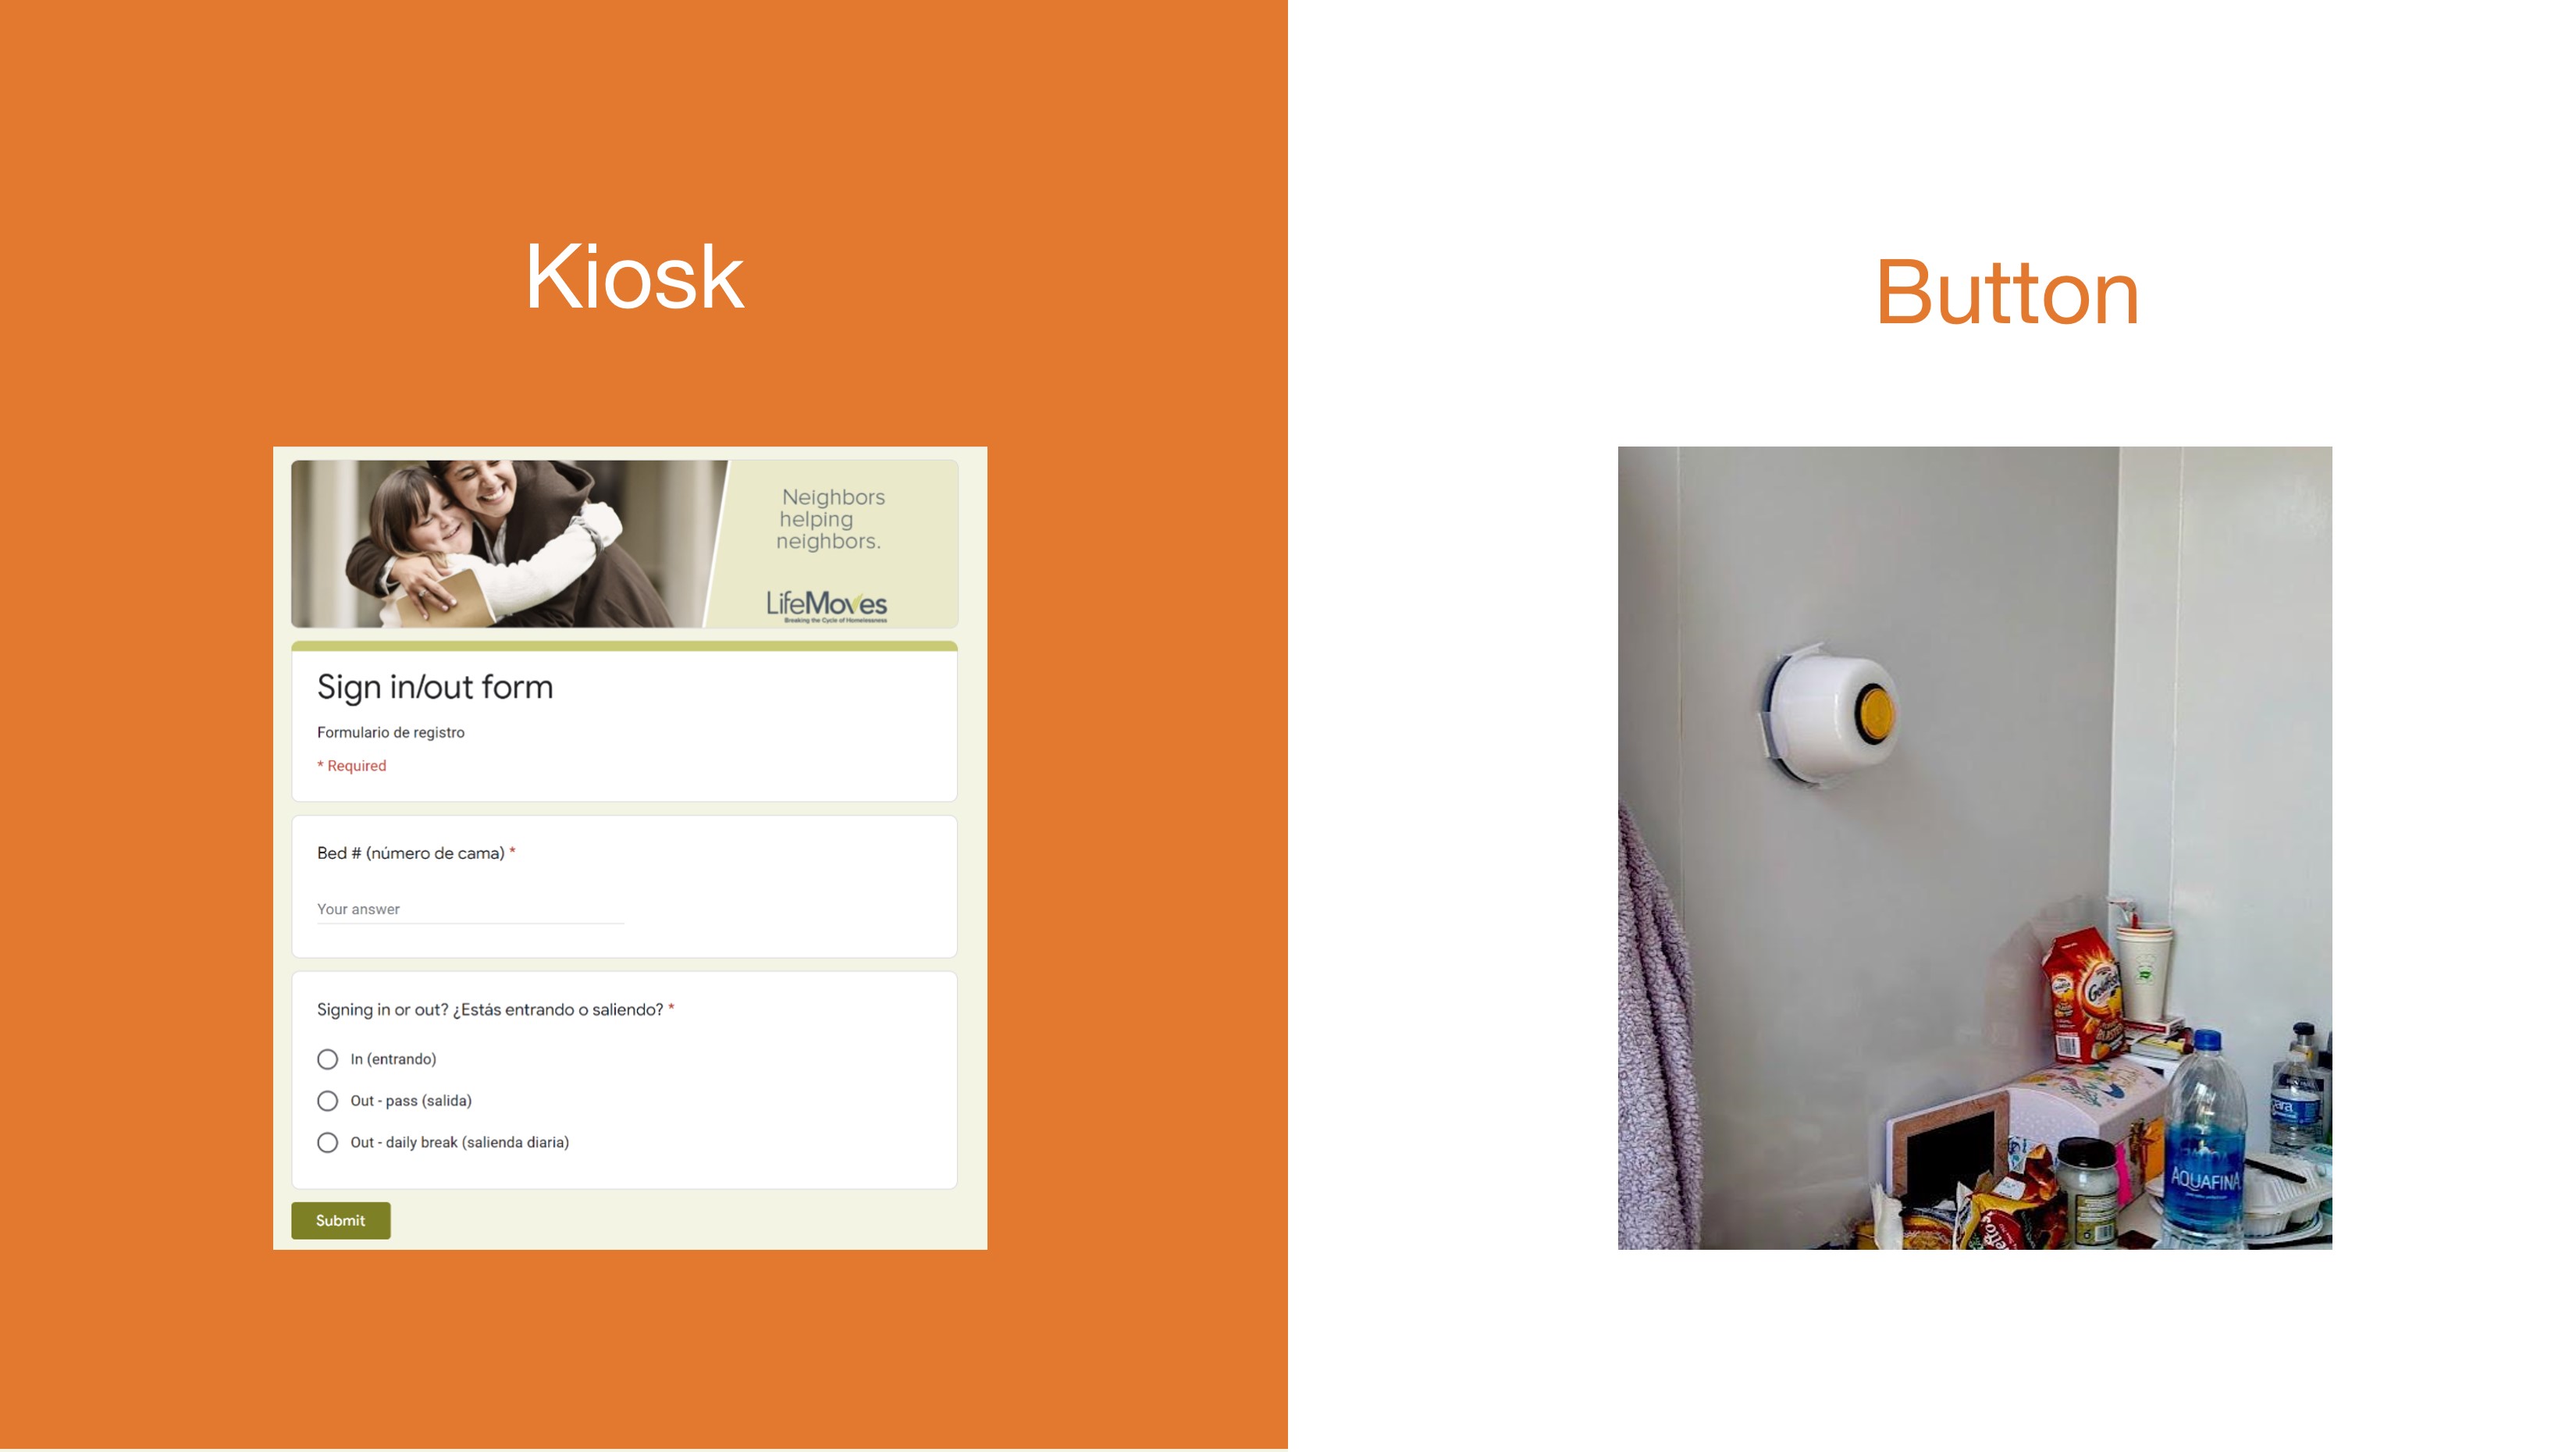 Kiosk
Neighbors
helping
neighbors.
LifeMoves
Breaking the Cycle of Homelessness
Sign in/out form
Formulario de registro
* Required
Bed # (número de cama) *
Your answer
Signing in or out? ¿Estás entrando o saliendo? *
In (entrando)
Out - pass (salida)
Out - daily break (salienda diaria)
Submit
Button
Goldfish
AQUAFINA